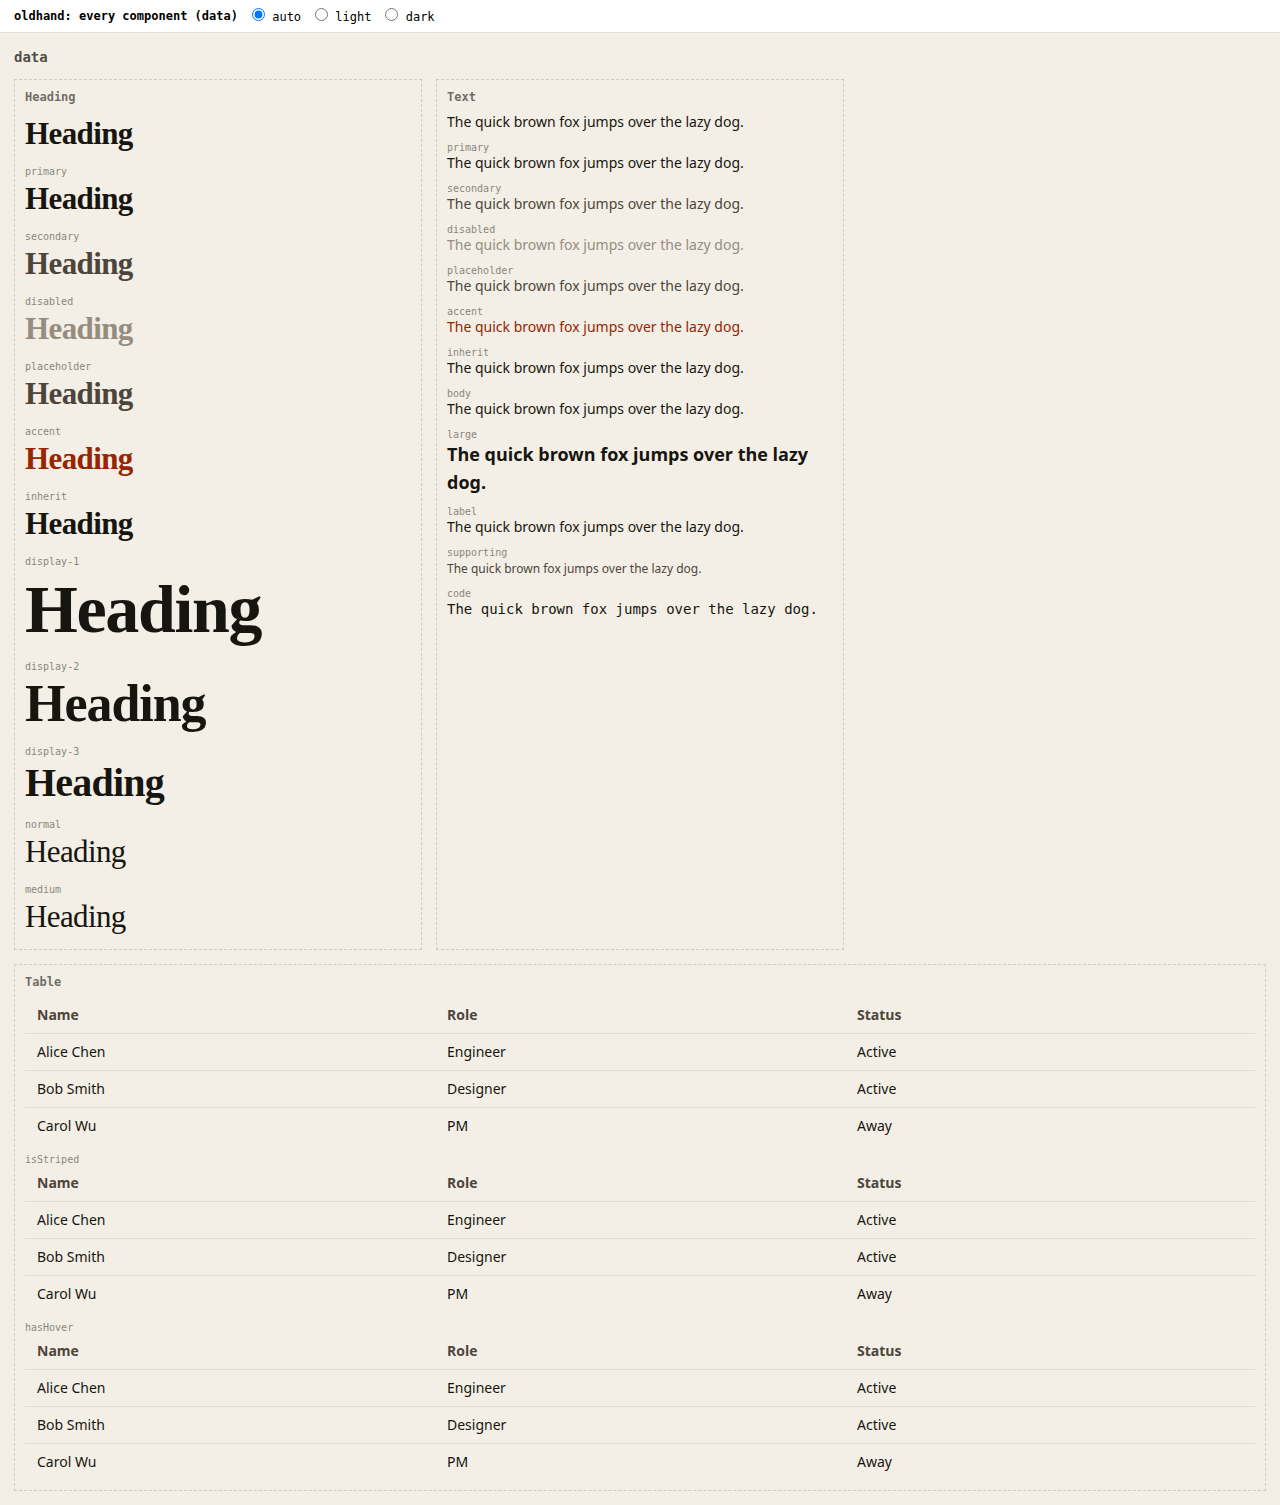 oldhand: every component (data) auto light dark
data
Heading
Heading
primary
Heading
secondary
Heading
disabled
Heading
placeholder
Heading
accent
Heading
inherit
Heading
display-1
Heading
display-2
Heading
display-3
Heading
normal
Heading
medium
Heading
Text
The quick brown fox jumps over the lazy dog.
primary
The quick brown fox jumps over the lazy dog.
secondary
The quick brown fox jumps over the lazy dog.
disabled
The quick brown fox jumps over the lazy dog.
placeholder
The quick brown fox jumps over the lazy dog.
accent
The quick brown fox jumps over the lazy dog.
inherit
The quick brown fox jumps over the lazy dog.
body
The quick brown fox jumps over the lazy dog.
large
The quick brown fox jumps over the lazy
dog.
label
The quick brown fox jumps over the lazy dog.
supporting
The quick brown fox jumps over the lazy dog.
code
The quick brown fox jumps over the lazy dog.
Table
Name Role Status
Alice Chen Engineer Active
Bob Smith Designer Active
Carol Wu PM Away
isStriped
Name Role Status
Alice Chen Engineer Active
Bob Smith Designer Active
Carol Wu PM Away
hasHover
Name Role Status
Alice Chen Engineer Active
Bob Smith Designer Active
Carol Wu PM Away